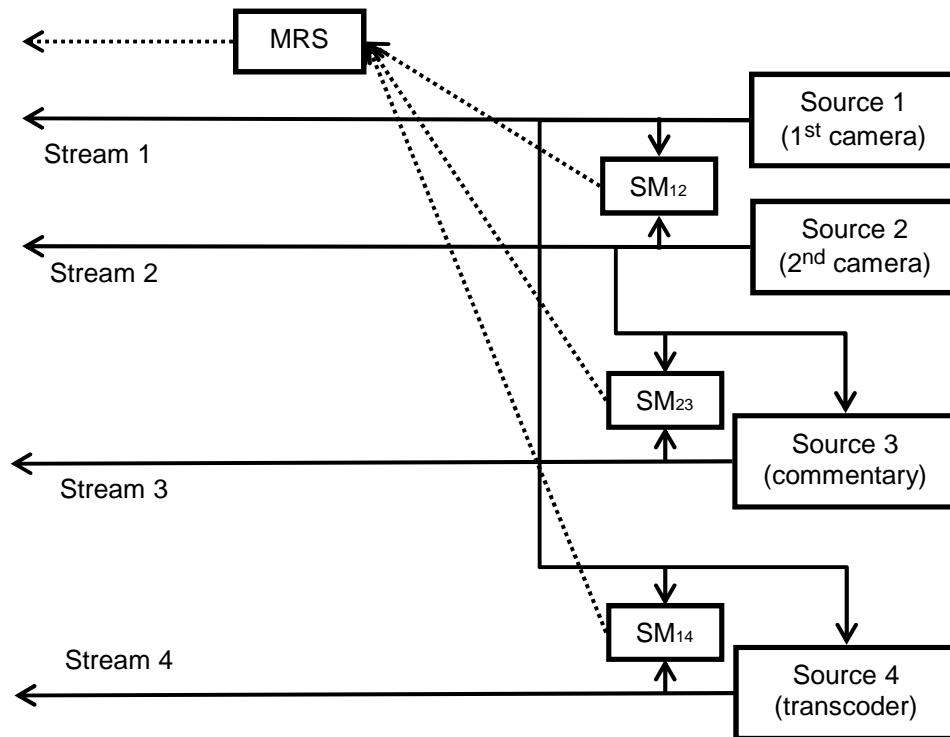 MRS
Source 1
(1st camera)
Stream 1
SM12
Source 2
(2nd camera)
Stream 2
SM23
Source 3
(commentary)
Stream 3
SM14
Stream 4
Source 4
(transcoder)